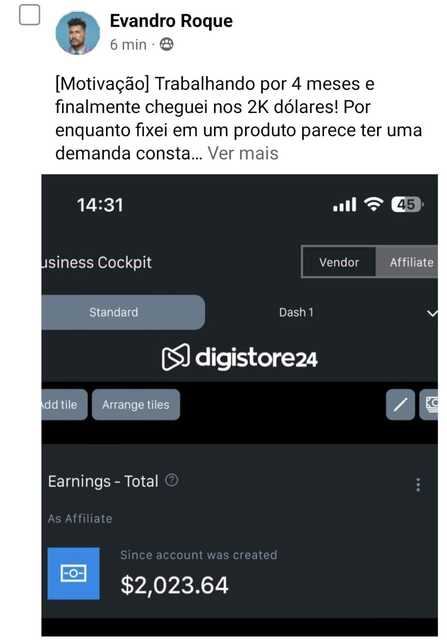 Evandro Roque
6 min ·
[Motivação] Trabalhando por 4 meses e
finalmente cheguei nos 2K dólares! Por
enquanto fixei em um produto parece ter uma
demanda consta... Ver mais
14:31
45
usiness Cockpit
Vendor
Affiliate
Standard
Dash 1
digistore24
dd tile
Arrange tiles
Earnings - Total ?
As Affiliate
Since account was created
$2,023.64